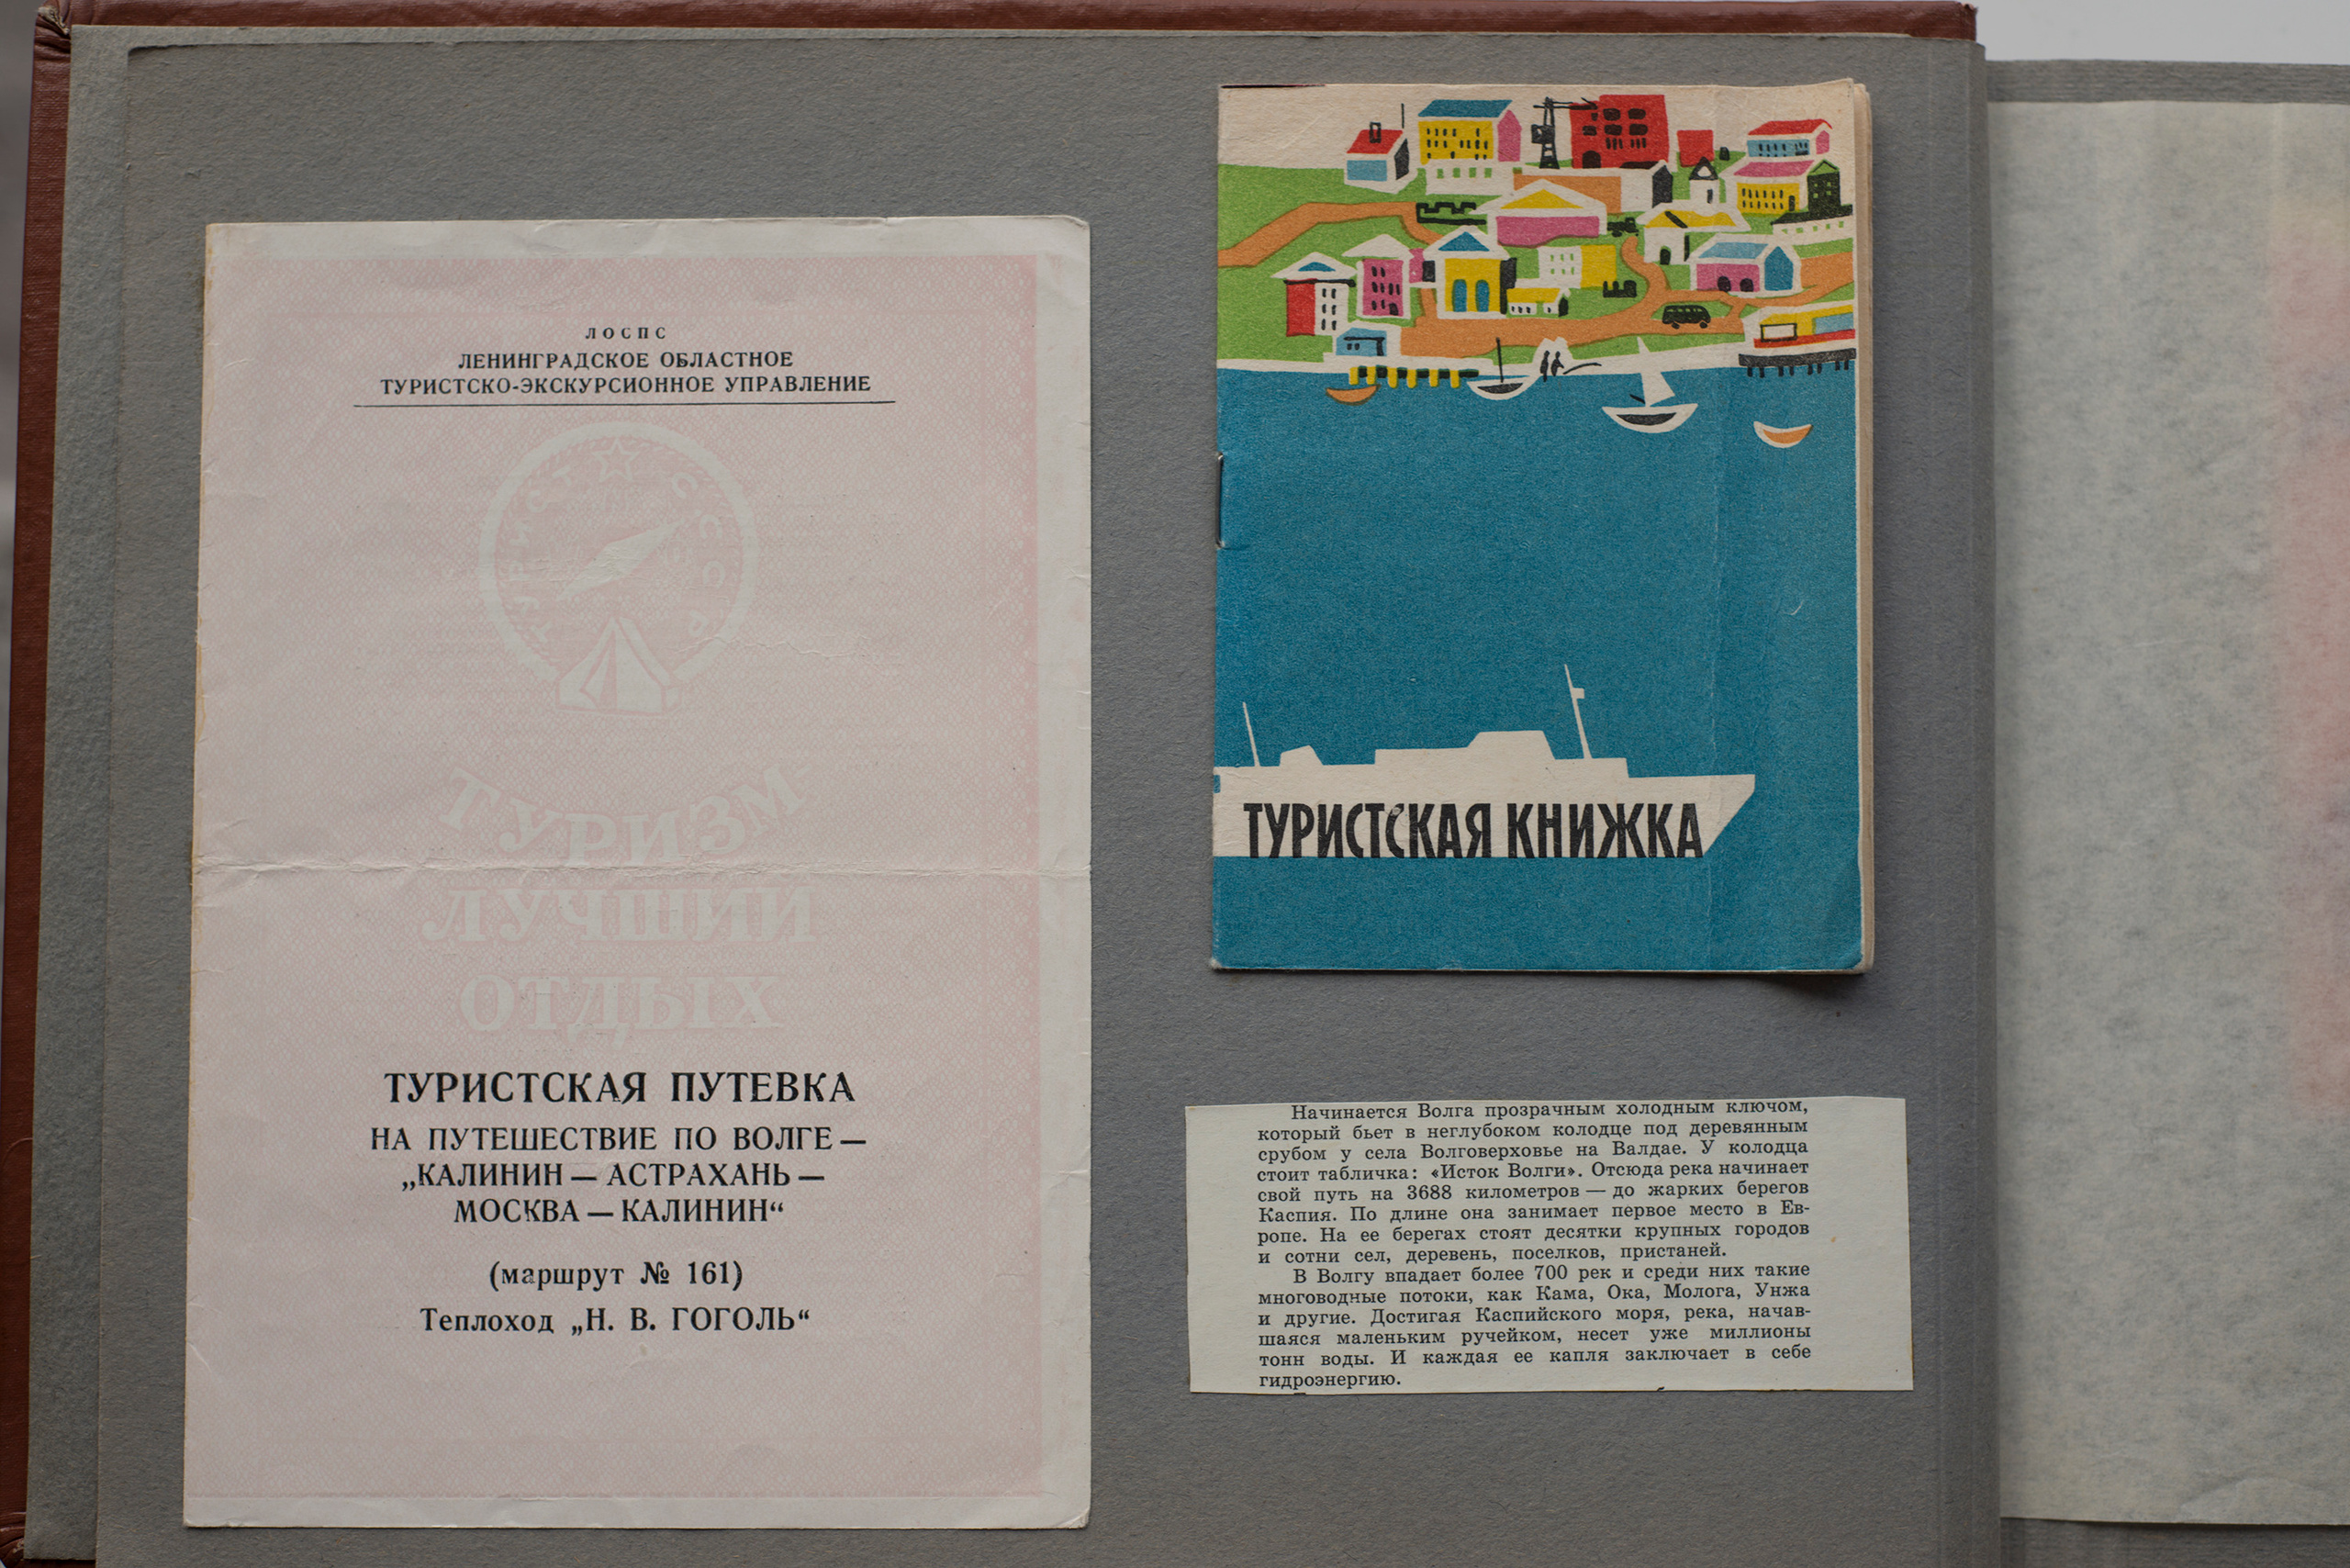 ЛОСПС
ЛЕНИНГРАДСКОЕ ОБЛАСТНОЕ
ТУРИСТСКО-ЭКСКУРСИОННОЕ УПРАВЛЕНИЕ
ТУРИСТ СССР
ТУРИЗМ
ЛУЧШИЙ
ОТДЫХ
ТУРИСТСКАЯ ПУТЕВКА
НА ПУТЕШЕСТВИЕ ПО ВОЛГЕ —
„КАЛИНИН — АСТРАХАНЬ —
МОСКВА — КАЛИНИН“
(маршрут № 161)
Теплоход „Н. В. ГОГОЛЬ“
ТУРИСТСКАЯ КНИЖКА
Начинается Волга прозрачным холодным ключом,
который бьет в неглубоком колодце под деревянным
срубом у села Волговерховье на Валдае. У колодца
стоит табличка: «Исток Волги». Отсюда река начинает
свой путь на 3688 километров — до жарких берегов
Каспия. По длине она занимает первое место в Ев-
ропе. На ее берегах стоят десятки крупных городов
и сотни сел, деревень, поселков, пристаней.
В Волгу впадает более 700 рек и среди них такие
многоводные потоки, как Кама, Ока, Молога, Унжа
и другие. Достигая Каспийского моря, река, начав-
шаяся маленьким ручейком, несет уже миллионы
тонн воды. И каждая ее капля заключает в себе
гидроэнергию.